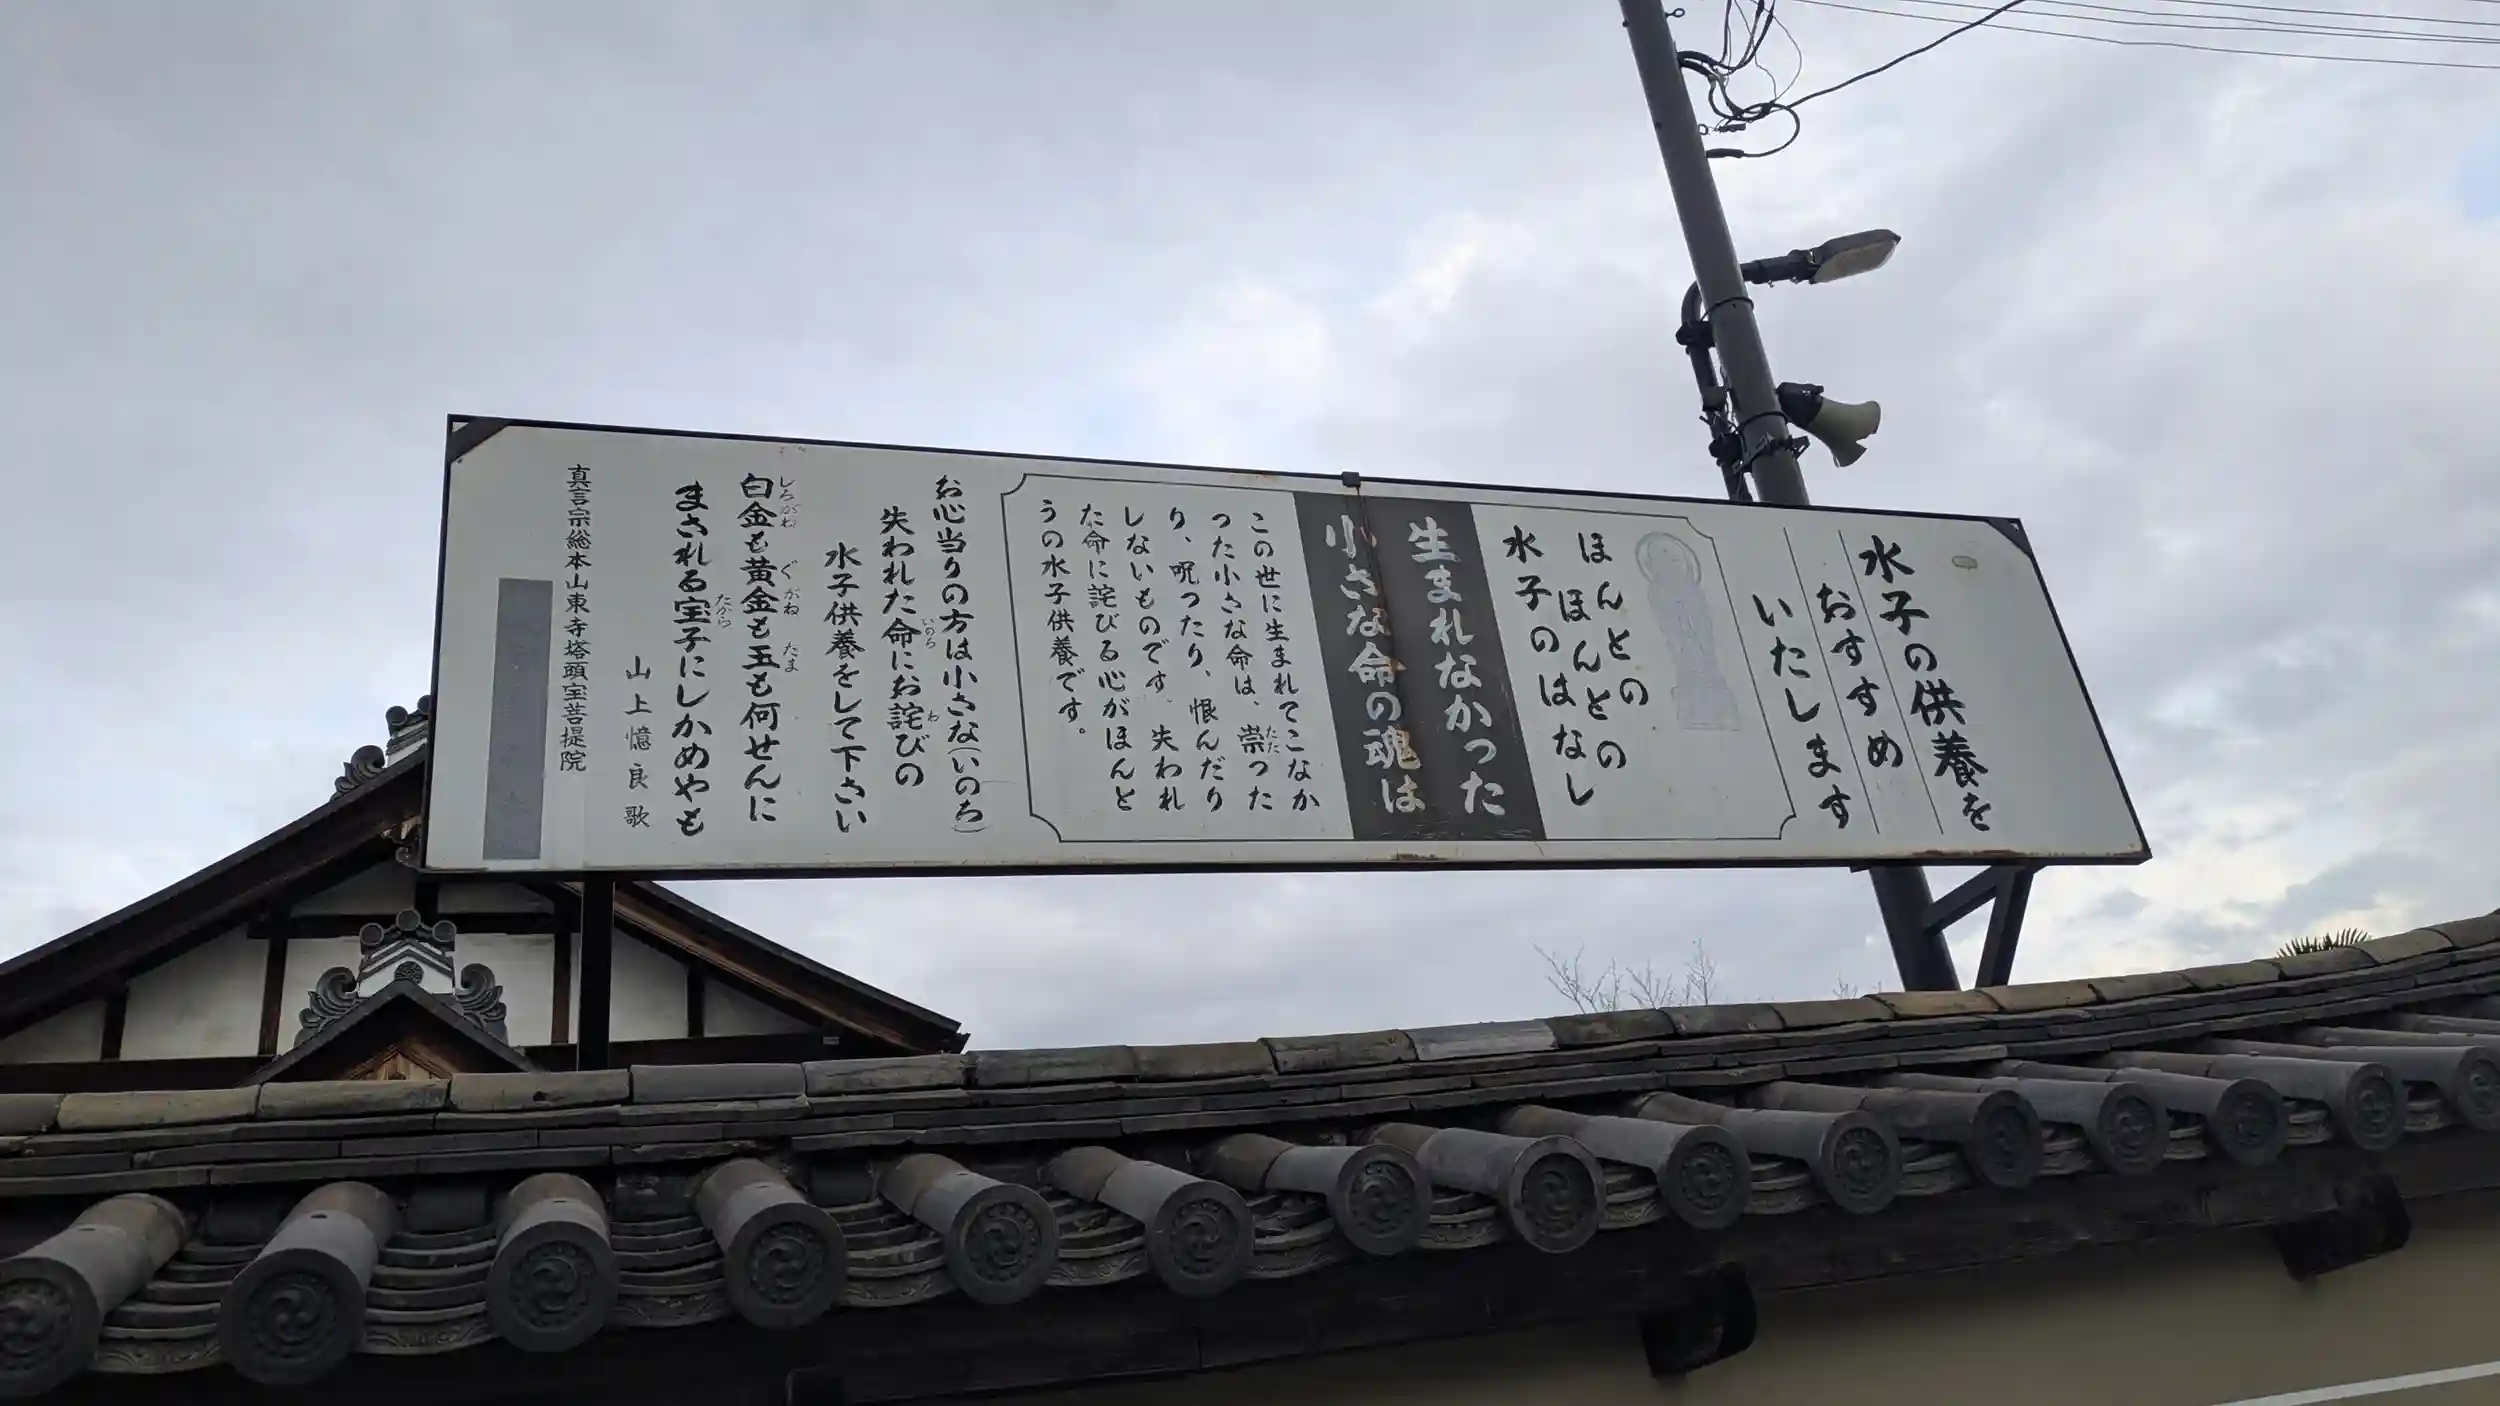 水子の供養を
おすすめ
いたします
ほんとの
ほんとの
水子のはなし
生まれなかった
小さな命の魂は
この世に生まれてこなか
った小さな命は、祟った
り、呪ったり、恨んだり
しないものです。失われ
た命に詫びる心がほんと
うの水子供養です。
お心当りの方は小さな(いのち)
失われた命にお詫びの
水子供養をして下さい
白金も黄金も玉も何せんに
まされる宝子にしかめやも
山上憶良歌
真言宗総本山東寺塔頭宝菩提院